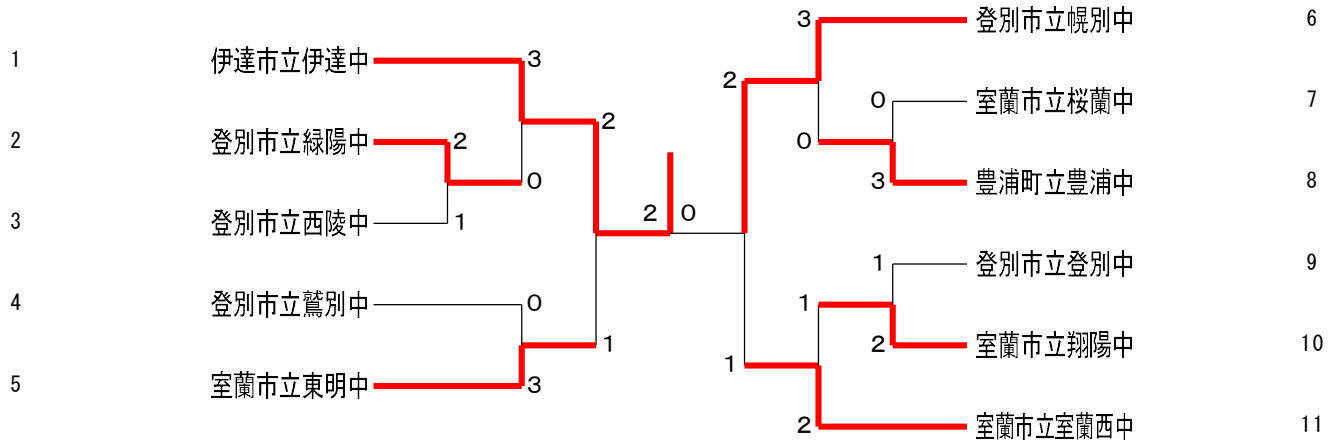 1 伊達市立伊達中 3
2 登別市立緑陽中 2
3 登別市立西陵中 1
0
2
4 登別市立鷲別中 0
5 室蘭市立東明中 3
1
2 0
3 登別市立幌別中 6
0 室蘭市立桜蘭中 7
3 豊浦町立豊浦中 8
0
2
1 登別市立登別中 9
2 室蘭市立翔陽中 10
1
2 室蘭市立室蘭西中 11
1